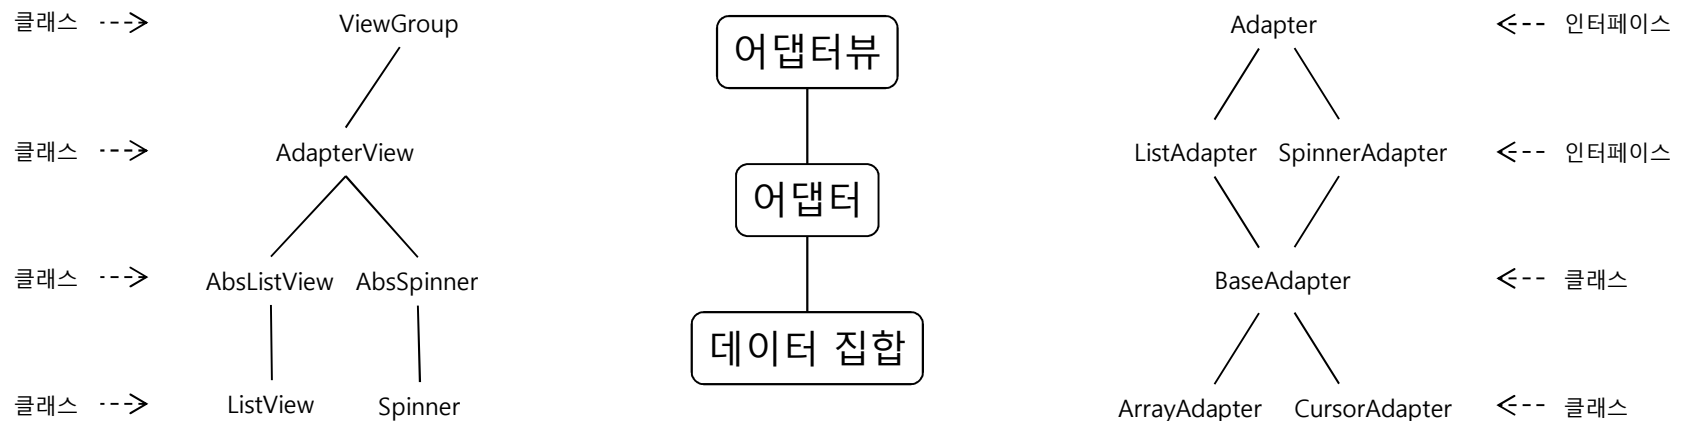 클래스
ViewGroup
어댑터뷰
Adapter
인터페이스
클래스
AdapterView
어댑터
ListAdapter SpinnerAdapter
인터페이스
클래스
AbsListView AbsSpinner
데이터 집합
BaseAdapter
클래스
클래스
ListView Spinner
ArrayAdapter CursorAdapter
클래스